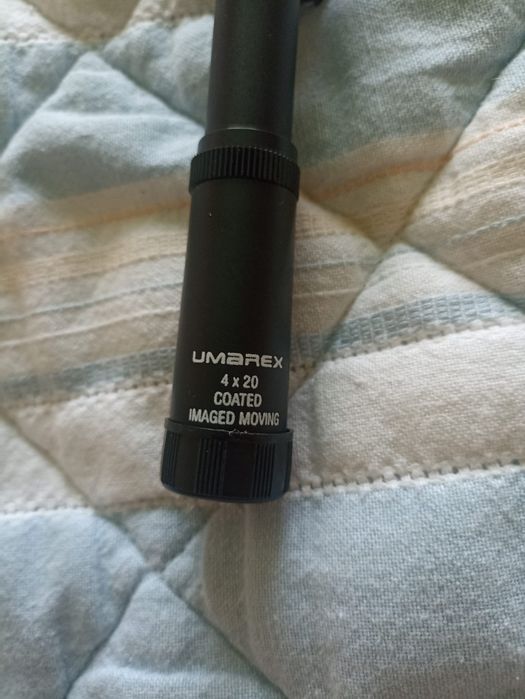 UMAREX
4 x 20
COATED
IMAGED MOVING